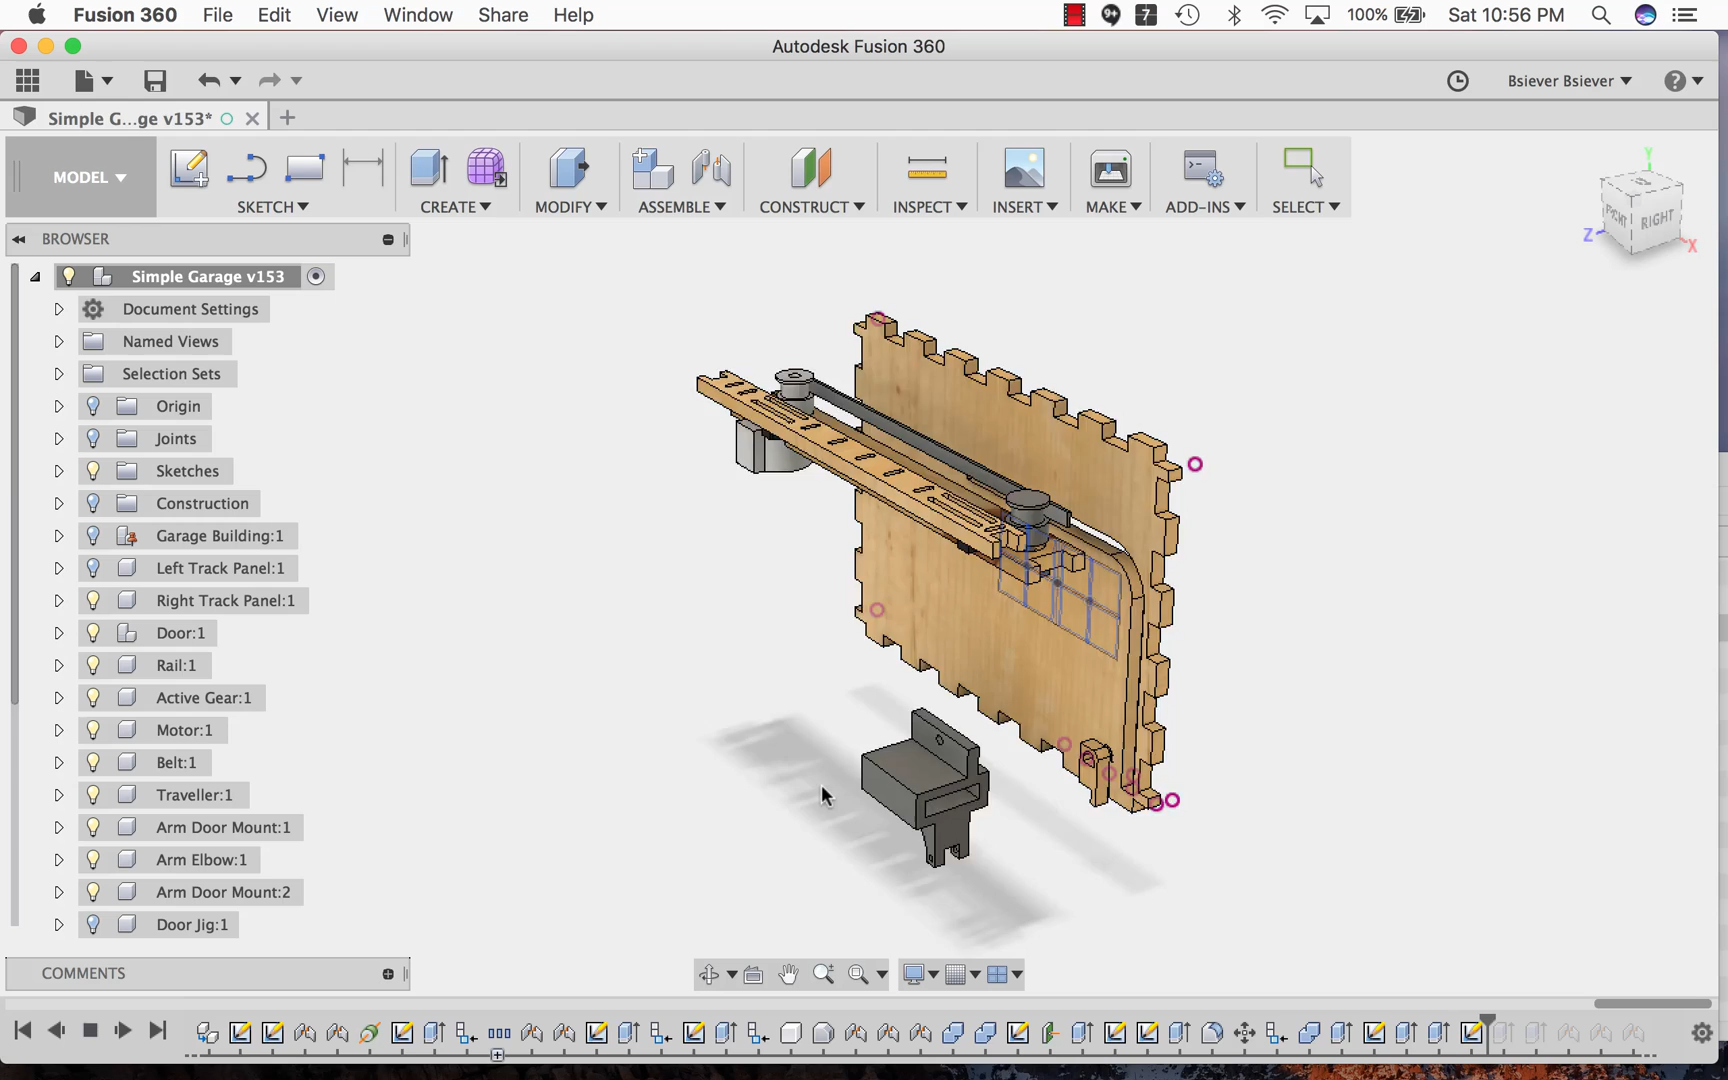 Fusion 360 File Edit View Window Share Help 9+ 7 100% Sat 10:56 PM
Autodesk Fusion 360
Bsiever Bsiever ?
Simple G...ge v153*
MODEL SKETCH CREATE MODIFY ASSEMBLE CONSTRUCT INSPECT INSERT MAKE ADD-INS SELECT
Y
FRONT RIGHT
Z X
BROWSER
Simple Garage v153
Document Settings
Named Views
Selection Sets
Origin
Joints
Sketches
Construction
Garage Building:1
Left Track Panel:1
Right Track Panel:1
Door:1
Rail:1
Active Gear:1
Motor:1
Belt:1
Traveller:1
Arm Door Mount:1
Arm Elbow:1
Arm Door Mount:2
Door Jig:1
COMMENTS